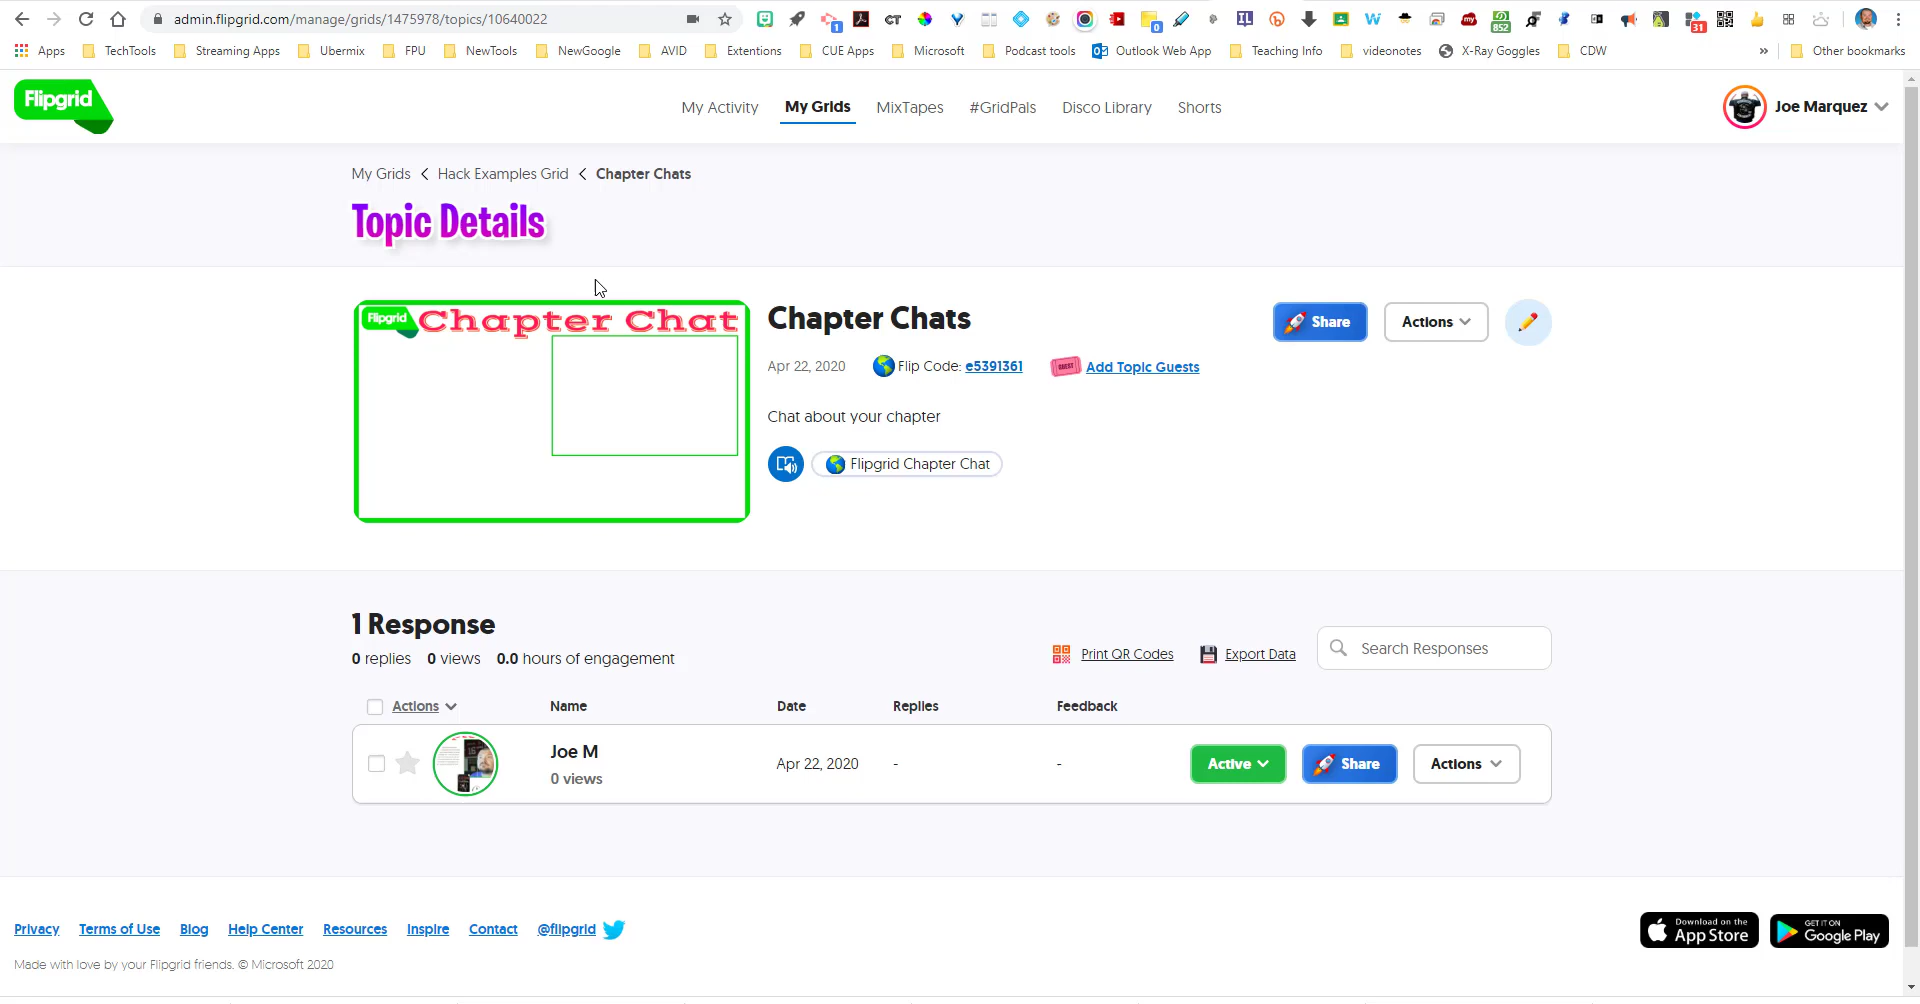 admin.flipgrid.com/manage/grids/1475978/topics/10640022
Apps TechTools Streaming Apps Ubermix FPU NewTools NewGoogle AVID Extentions CUE Apps Microsoft Podcast tools Outlook Web App Teaching Info videonotes X-Ray Goggles CDW » Other bookmarks
Flipgrid My Activity My Grids MixTapes #GridPals Disco Library Shorts Joe Marquez
My Grids < Hack Examples Grid < Chapter Chats
Topic Details
Flipgrid Chapter Chat
Chapter Chats
Share Actions
Apr 22, 2020 Flip Code: e5391361 Add Topic Guests
Chat about your chapter
Flipgrid Chapter Chat
1 Response
0 replies 0 views 0.0 hours of engagement
Print QR Codes Export Data Search Responses
Actions Name Date Replies Feedback
Joe M
0 views
Apr 22, 2020 - - Active Share Actions
Privacy Terms of Use Blog Help Center Resources Inspire Contact @flipgrid
Download on the App Store GET IT ON Google Play
Made with love by your Flipgrid friends. © Microsoft 2020